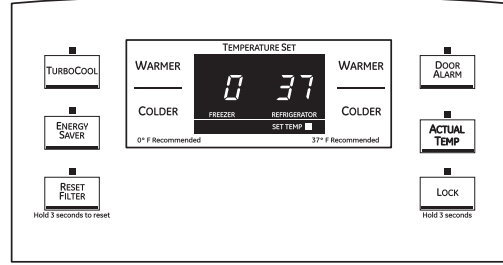 TEMPERATURE SET
TURBOCOOL
WARMER
WARMER
DOOR
ALARM
0 37
COLDER
COLDER
FREEZER REFRIGERATOR
SET TEMP
ENERGY
SAVER
ACTUAL
TEMP
0° F Recommended
37° F Recommended
RESET
FILTER
LOCK
Hold 3 seconds to reset
Hold 3 seconds